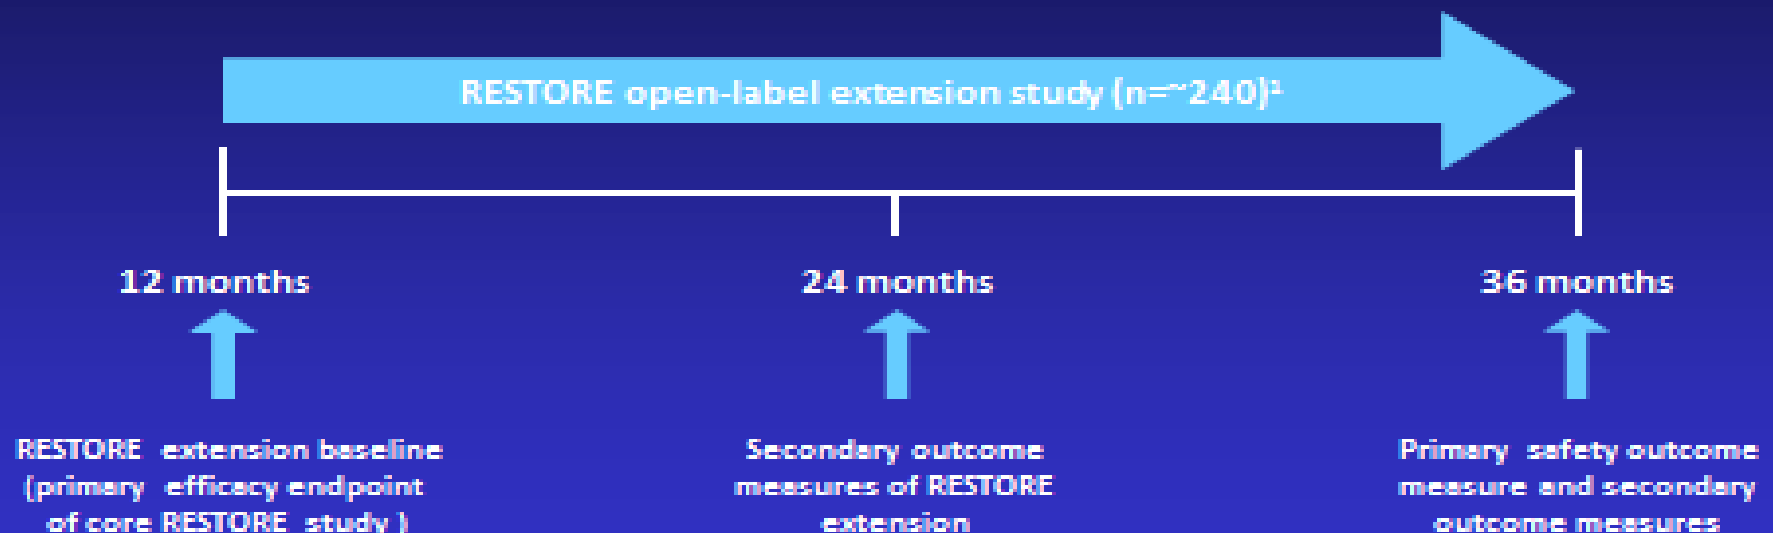 RESTORE open-label extension study (n=~240)¹
12 months
24 months
36 months
RESTORE extension baseline
(primary efficacy endpoint
of core RESTORE study )
Secondary outcome
measures of RESTORE
extension
Primary safety outcome
measure and secondary
outcome measures